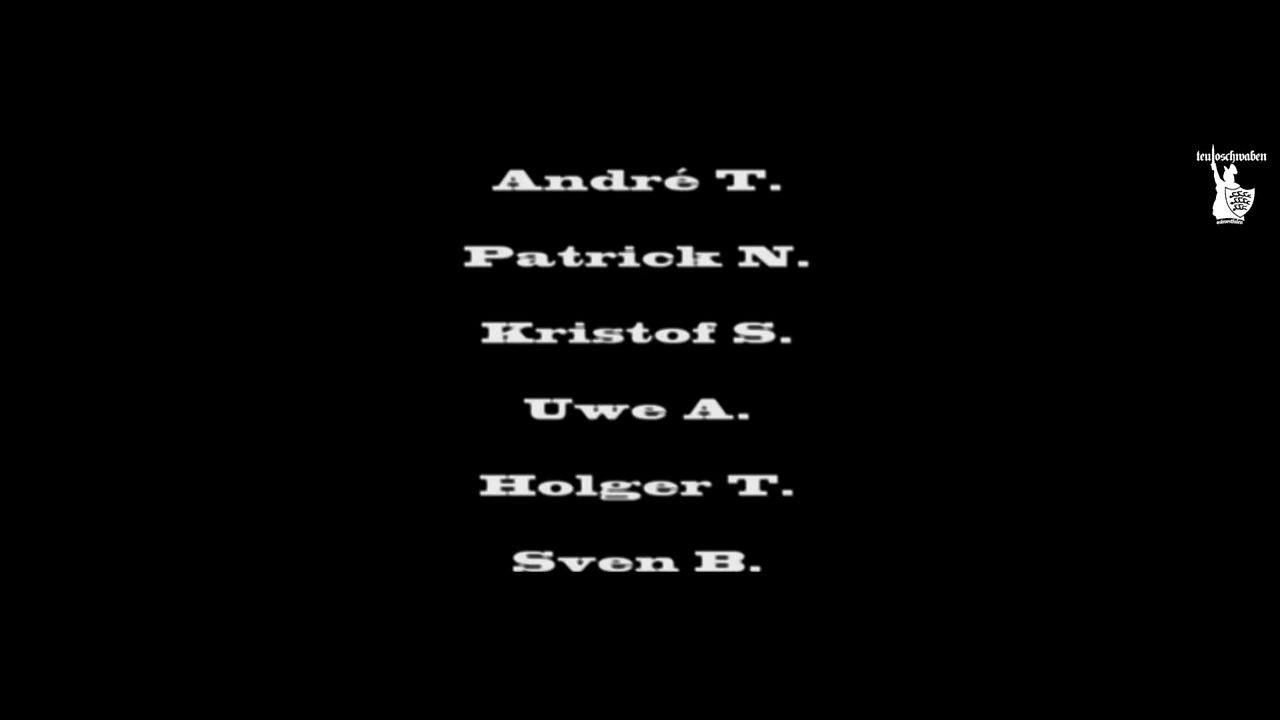 André T.
Patrick N.
Kristof S.
Uwe A.
Holger T.
Sven B.
teutoschwaben